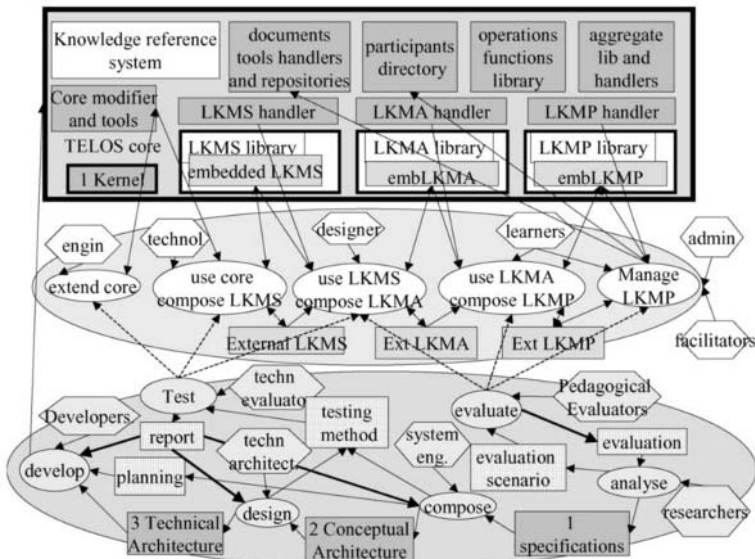 Knowledge reference
system
documents
tools handlers
and repositories
participants
directory
operations
functions
library
aggregate
lib and
handlers
Core modifier
and tools
LKMS handler
LKMA handler
LKMP handler
TELOS core
LKMS library
LKMA library
LKMP library
embedded LKMS
embLKMA
embLKMP
1 Kernel
engin
technol
designer
learners
admin
extend core
use core
compose LKMS
use LKMS
compose LKMA
use LKMA
compose LKMP
Manage
LKMP
External LKMS
Ext LKMA
Ext LKMP
facilitators
Test
techn
evaluato
Pedagogical
Evaluators
Developers
report
testing
method
evaluate
evaluation
develop
planning
techn
architect
system
eng.
evaluation
scenario
analyse
design
compose
researchers
3 Technical
Architecture
2 Conceptual
Architecture
1
specifications